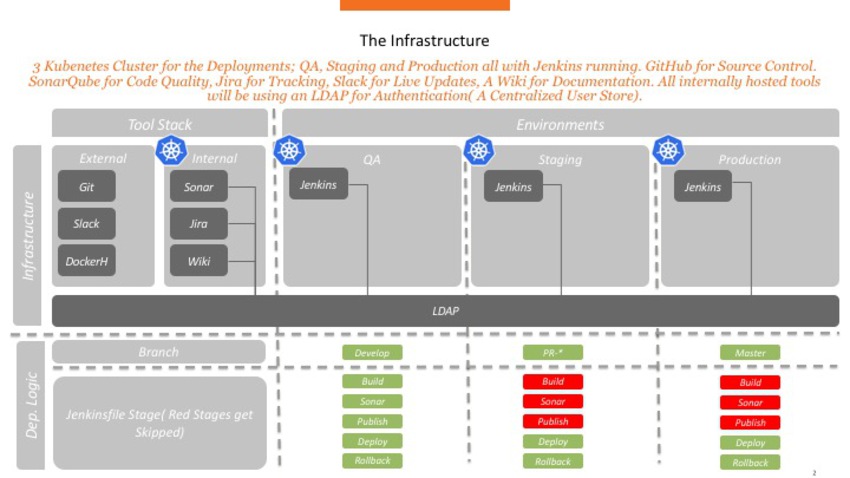 The Infrastructure
3 Kubenetes Cluster for the Deployments; QA, Staging and Production all with Jenkins running. GitHub for Source Control.
SonarQube for Code Quality, Jira for Tracking, Slack for Live Updates, A Wiki for Documentation. All internally hosted tools
will be using an LDAP for Authentication( A Centralized User Store).
Tool Stack
Environments
Infrastructure
External
Internal
QA
Staging
Production
Git
Sonar
Jenkins
Jenkins
Jenkins
Slack
Jira
DockerH
Wiki
LDAP
Dep. Logic
Branch
Develop
PR-*
Master
Jenkinsfile Stage( Red Stages get
Skipped)
Build
Sonar
Publish
Deploy
Rollback
Build
Sonar
Publish
Deploy
Rollback
Build
Sonar
Publish
Deploy
Rollback
2